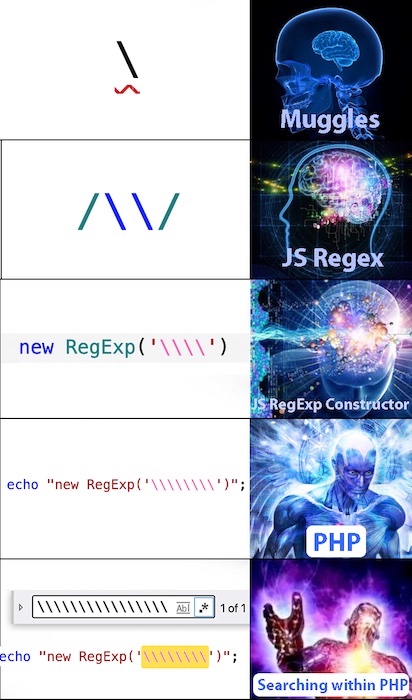 \
Muggles
/\\/
JS Regex
new RegExp('\\\\')
JS RegExp Constructor
echo "new RegExp('\\\\\\\\')";
PHP
\\\\\\\\\\\\\\\\ Abl .* 1 of 1
echo "new RegExp('\\\\\\\\')";
Searching within PHP